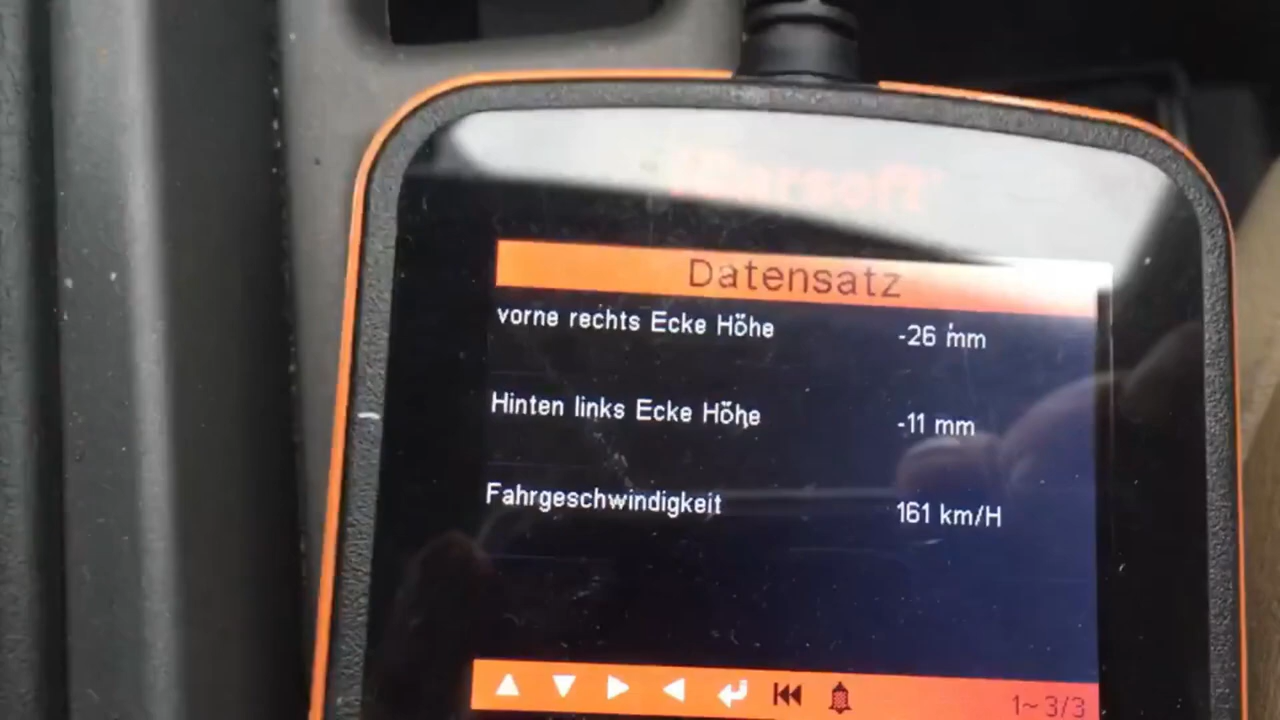 Datensatz
vorne rechts Ecke Höhe -26 mm
Hinten links Ecke Höhe -11 mm
Fahrgeschwindigkeit 161 km/H
1~3/3